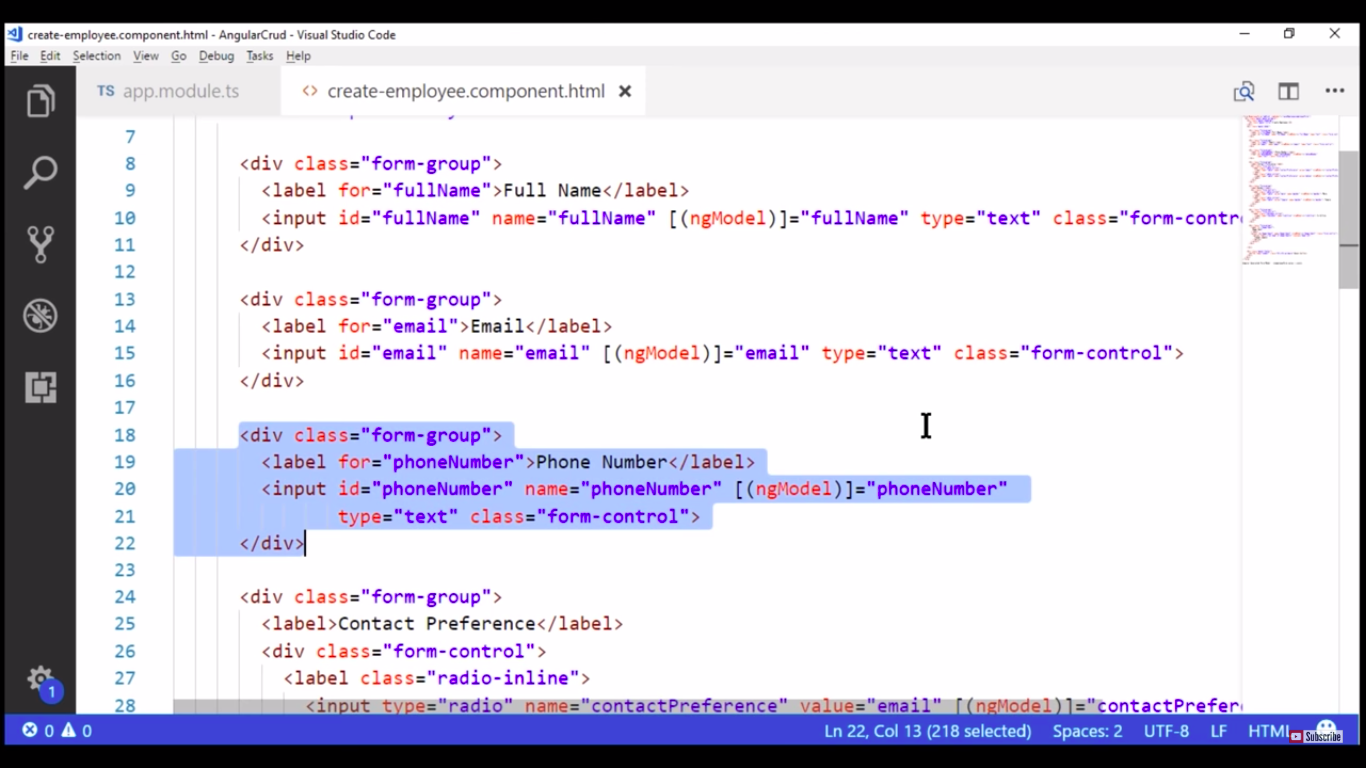 create-employee.component.html - AngularCrud - Visual Studio Code
File Edit Selection View Go Debug Tasks Help
TS app.module.ts <> create-employee.component.html
7
8 <div class="form-group">
9 <label for="fullName">Full Name</label>
10 <input id="fullName" name="fullName" [(ngModel)]="fullName" type="text" class="form-contr
11 </div>
12
13 <div class="form-group">
14 <label for="email">Email</label>
15 <input id="email" name="email" [(ngModel)]="email" type="text" class="form-control">
16 </div>
17
18 <div class="form-group">
19 <label for="phoneNumber">Phone Number</label>
20 <input id="phoneNumber" name="phoneNumber" [(ngModel)]="phoneNumber"
21 type="text" class="form-control">
22 </div>
23
24 <div class="form-group">
25 <label>Contact Preference</label>
26 <div class="form-control">
27 <label class="radio-inline">
28 <input type="radio" name="contactPreference" value="email" [(ngModel)]="contactPrefer
1
0 0 Ln 22, Col 13 (218 selected) Spaces: 2 UTF-8 LF HTML Subscribe